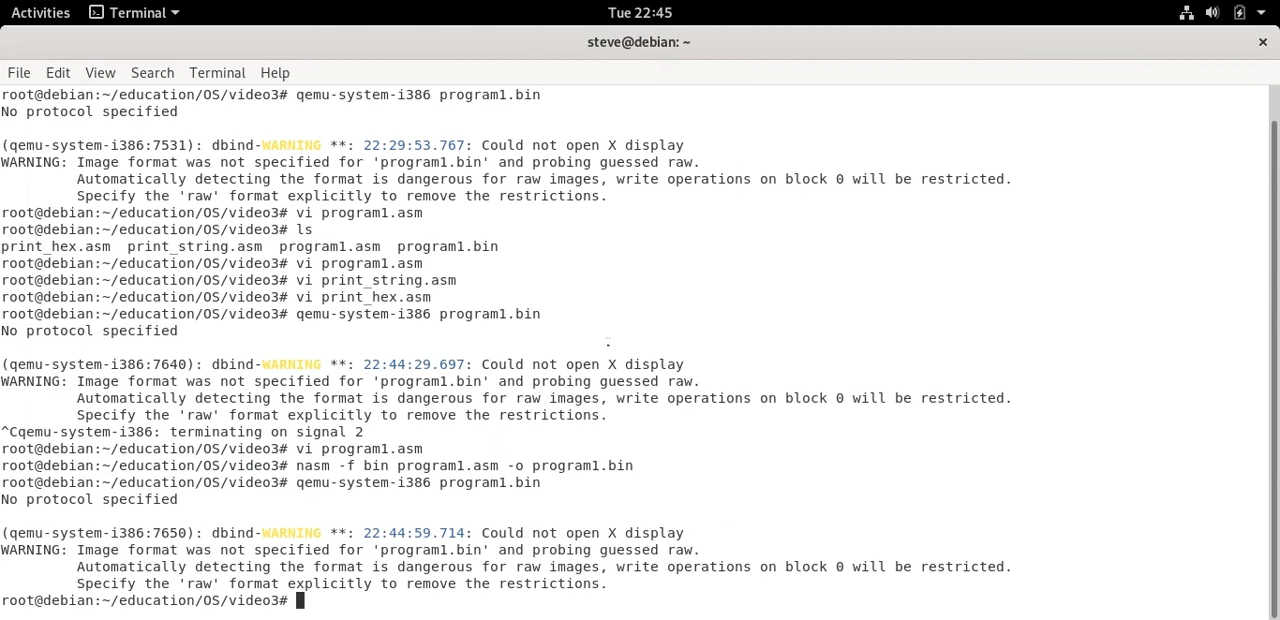 Activities Terminal Tue 22:45
steve@debian: ~ ×
File Edit View Search Terminal Help
root@debian:~/education/OS/video3# qemu-system-i386 program1.bin
No protocol specified
(qemu-system-i386:7531): dbind-WARNING **: 22:29:53.767: Could not open X display
WARNING: Image format was not specified for 'program1.bin' and probing guessed raw.
         Automatically detecting the format is dangerous for raw images, write operations on block 0 will be restricted.
         Specify the 'raw' format explicitly to remove the restrictions.
root@debian:~/education/OS/video3# vi program1.asm
root@debian:~/education/OS/video3# ls
print_hex.asm  print_string.asm  program1.asm  program1.bin
root@debian:~/education/OS/video3# vi program1.asm
root@debian:~/education/OS/video3# vi print_string.asm
root@debian:~/education/OS/video3# vi print_hex.asm
root@debian:~/education/OS/video3# qemu-system-i386 program1.bin
No protocol specified
(qemu-system-i386:7640): dbind-WARNING **: 22:44:29.697: Could not open X display
WARNING: Image format was not specified for 'program1.bin' and probing guessed raw.
         Automatically detecting the format is dangerous for raw images, write operations on block 0 will be restricted.
         Specify the 'raw' format explicitly to remove the restrictions.
^Cqemu-system-i386: terminating on signal 2
root@debian:~/education/OS/video3# vi program1.asm
root@debian:~/education/OS/video3# nasm -f bin program1.asm -o program1.bin
root@debian:~/education/OS/video3# qemu-system-i386 program1.bin
No protocol specified
(qemu-system-i386:7650): dbind-WARNING **: 22:44:59.714: Could not open X display
WARNING: Image format was not specified for 'program1.bin' and probing guessed raw.
         Automatically detecting the format is dangerous for raw images, write operations on block 0 will be restricted.
         Specify the 'raw' format explicitly to remove the restrictions.
root@debian:~/education/OS/video3#